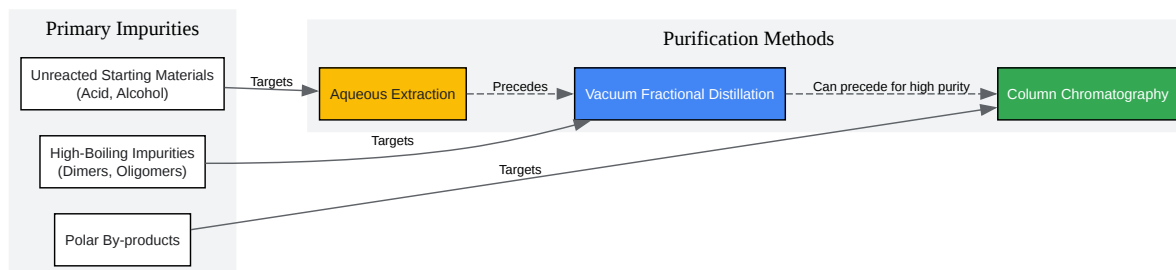 Primary Impurities
Unreacted Starting Materials
(Acid, Alcohol)
High-Boiling Impurities
(Dimers, Oligomers)
Polar By-products
Purification Methods
Targets
Aqueous Extraction
Precedes
Vacuum Fractional Distillation
Can precede for high purity
Column Chromatography
Targets
Targets